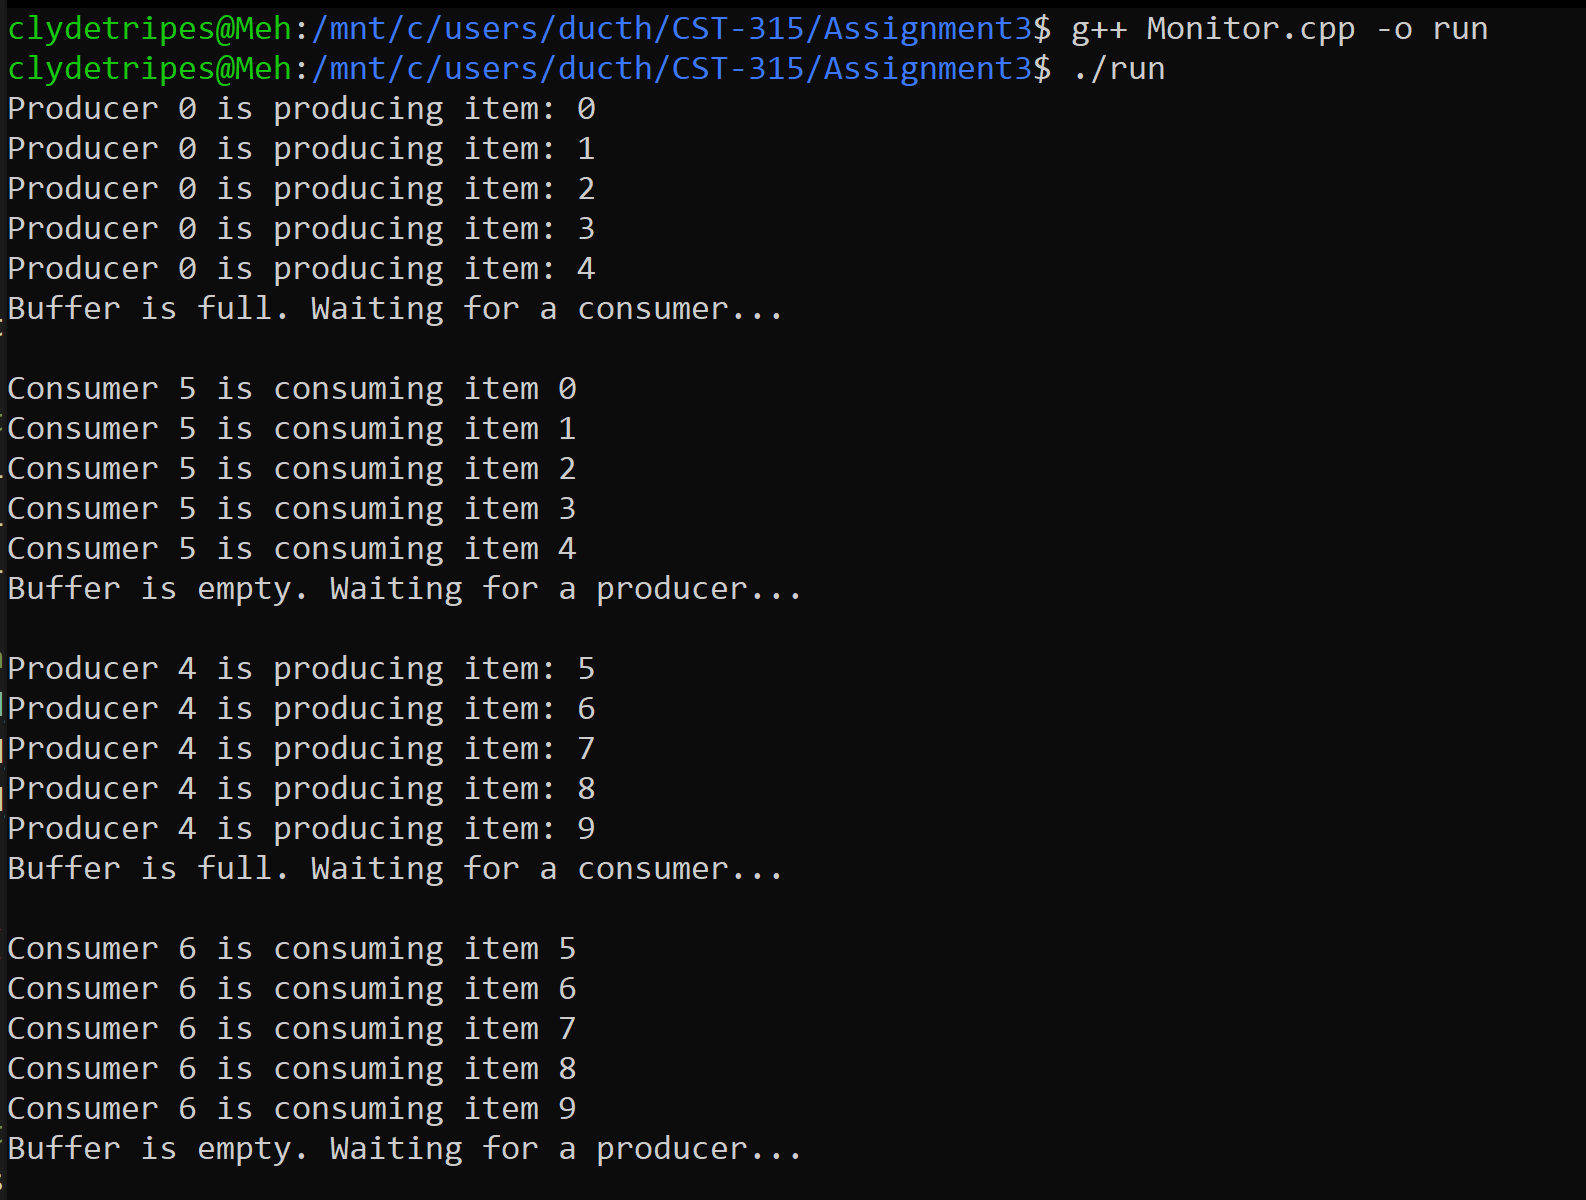 clydetripes@Meh:/mnt/c/users/ducth/CST-315/Assignment3$ g++ Monitor.cpp -o run
clydetripes@Meh:/mnt/c/users/ducth/CST-315/Assignment3$ ./run
Producer 0 is producing item: 0
Producer 0 is producing item: 1
Producer 0 is producing item: 2
Producer 0 is producing item: 3
Producer 0 is producing item: 4
Buffer is full. Waiting for a consumer...
Consumer 5 is consuming item 0
Consumer 5 is consuming item 1
Consumer 5 is consuming item 2
Consumer 5 is consuming item 3
Consumer 5 is consuming item 4
Buffer is empty. Waiting for a producer...
Producer 4 is producing item: 5
Producer 4 is producing item: 6
Producer 4 is producing item: 7
Producer 4 is producing item: 8
Producer 4 is producing item: 9
Buffer is full. Waiting for a consumer...
Consumer 6 is consuming item 5
Consumer 6 is consuming item 6
Consumer 6 is consuming item 7
Consumer 6 is consuming item 8
Consumer 6 is consuming item 9
Buffer is empty. Waiting for a producer...